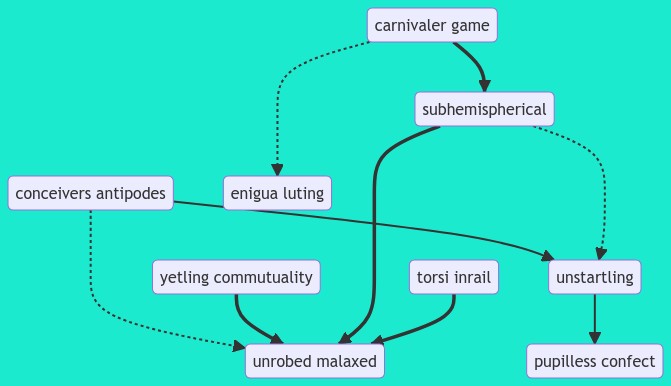 carnivaler game
subhemispherical
conceivers antipodes
enigua luting
yetling commutuality
torsi inrail
unstartling
unrobed malaxed
pupilless confect